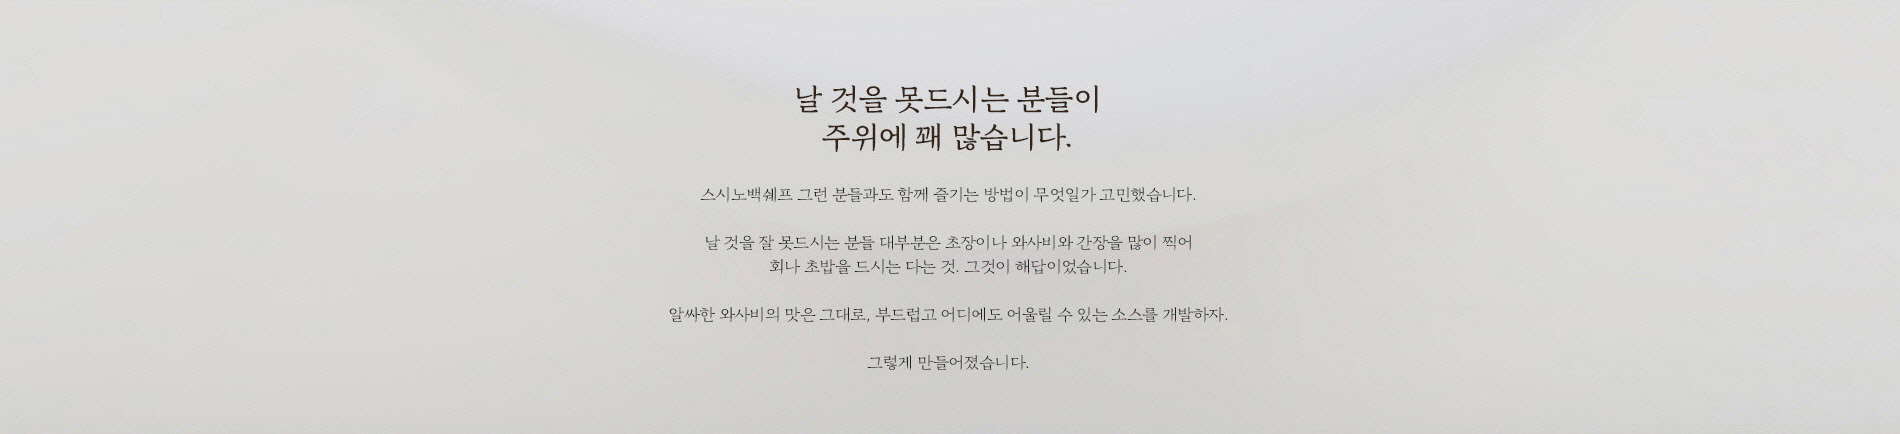 날 것을 못드시는 분들이
주위에 꽤 많습니다.
스시노백쉐프 그런 분들과도 함께 즐기는 방법이 무엇일가 고민했습니다.
날 것을 잘 못드시는 분들 대부분은 초장이나 와사비와 간장을 많이 찍어
회나 초밥을 드시는 다는 것. 그것이 해답이었습니다.
알싸한 와사비의 맛은 그대로, 부드럽고 어디에도 어울릴 수 있는 소스를 개발하자.
그렇게 만들어졌습니다.